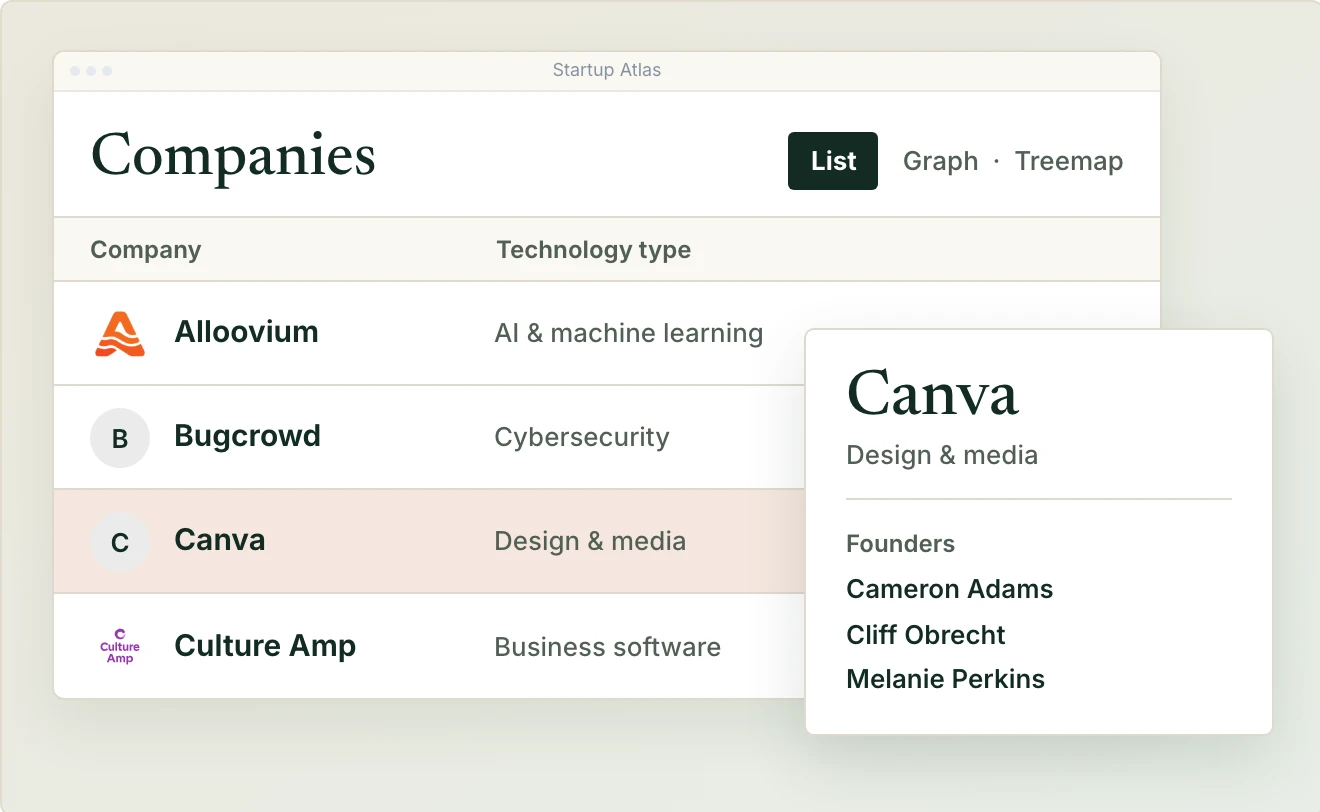 Startup Atlas
Companies
List Graph · Treemap
Company Technology type
Alloovium AI & machine learning
B Bugcrowd Cybersecurity
C Canva Design & media
Culture Amp Culture Amp Business software
Canva
Design & media
Founders
Cameron Adams
Cliff Obrecht
Melanie Perkins